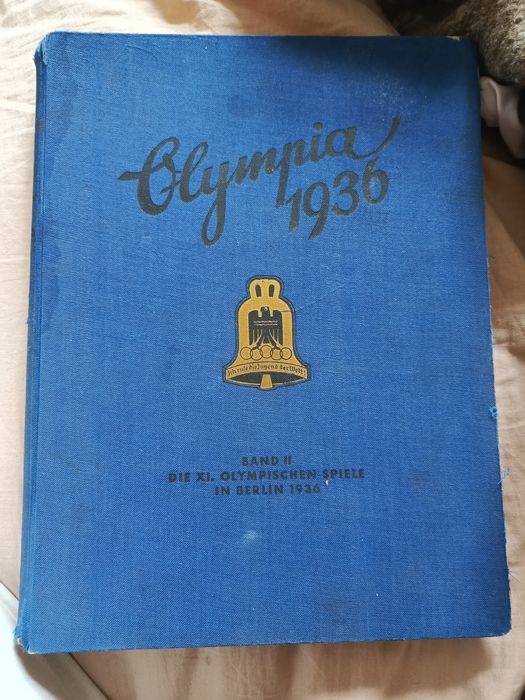 Olympia
1936
Ich rufe die Jugend der Welt!
BAND II
DIE XI. OLYMPISCHEN SPIELE
IN BERLIN 1936